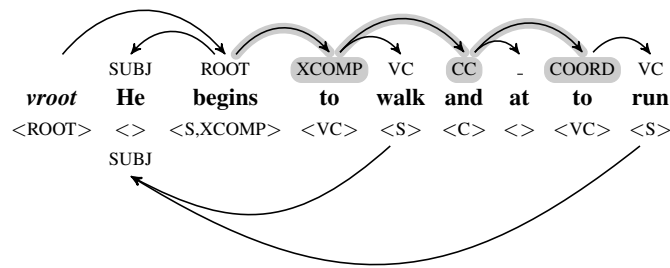 SUBJ ROOT XCOMP VC CC - COORD VC
vroot He begins to walk and at to run
<ROOT> <> <S,XCOMP> <VC> <S> <C> <> <VC> <S>
SUBJ